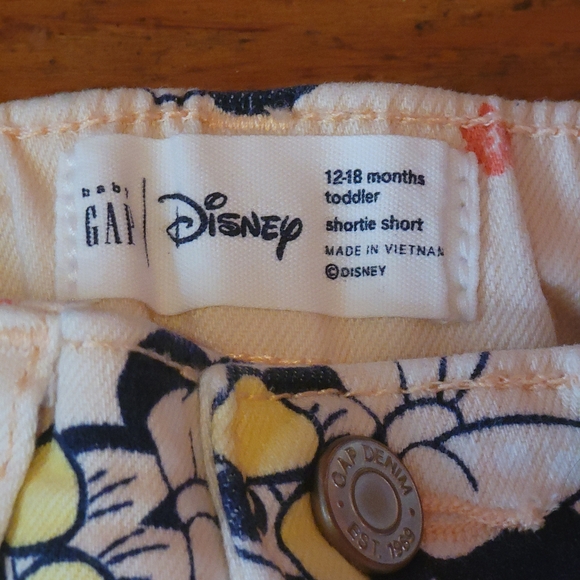 baby
GAP
Disney
12-18 months
toddler
shortie short
MADE IN VIETNAM
©DISNEY
GAP DENIM
EST. 1969